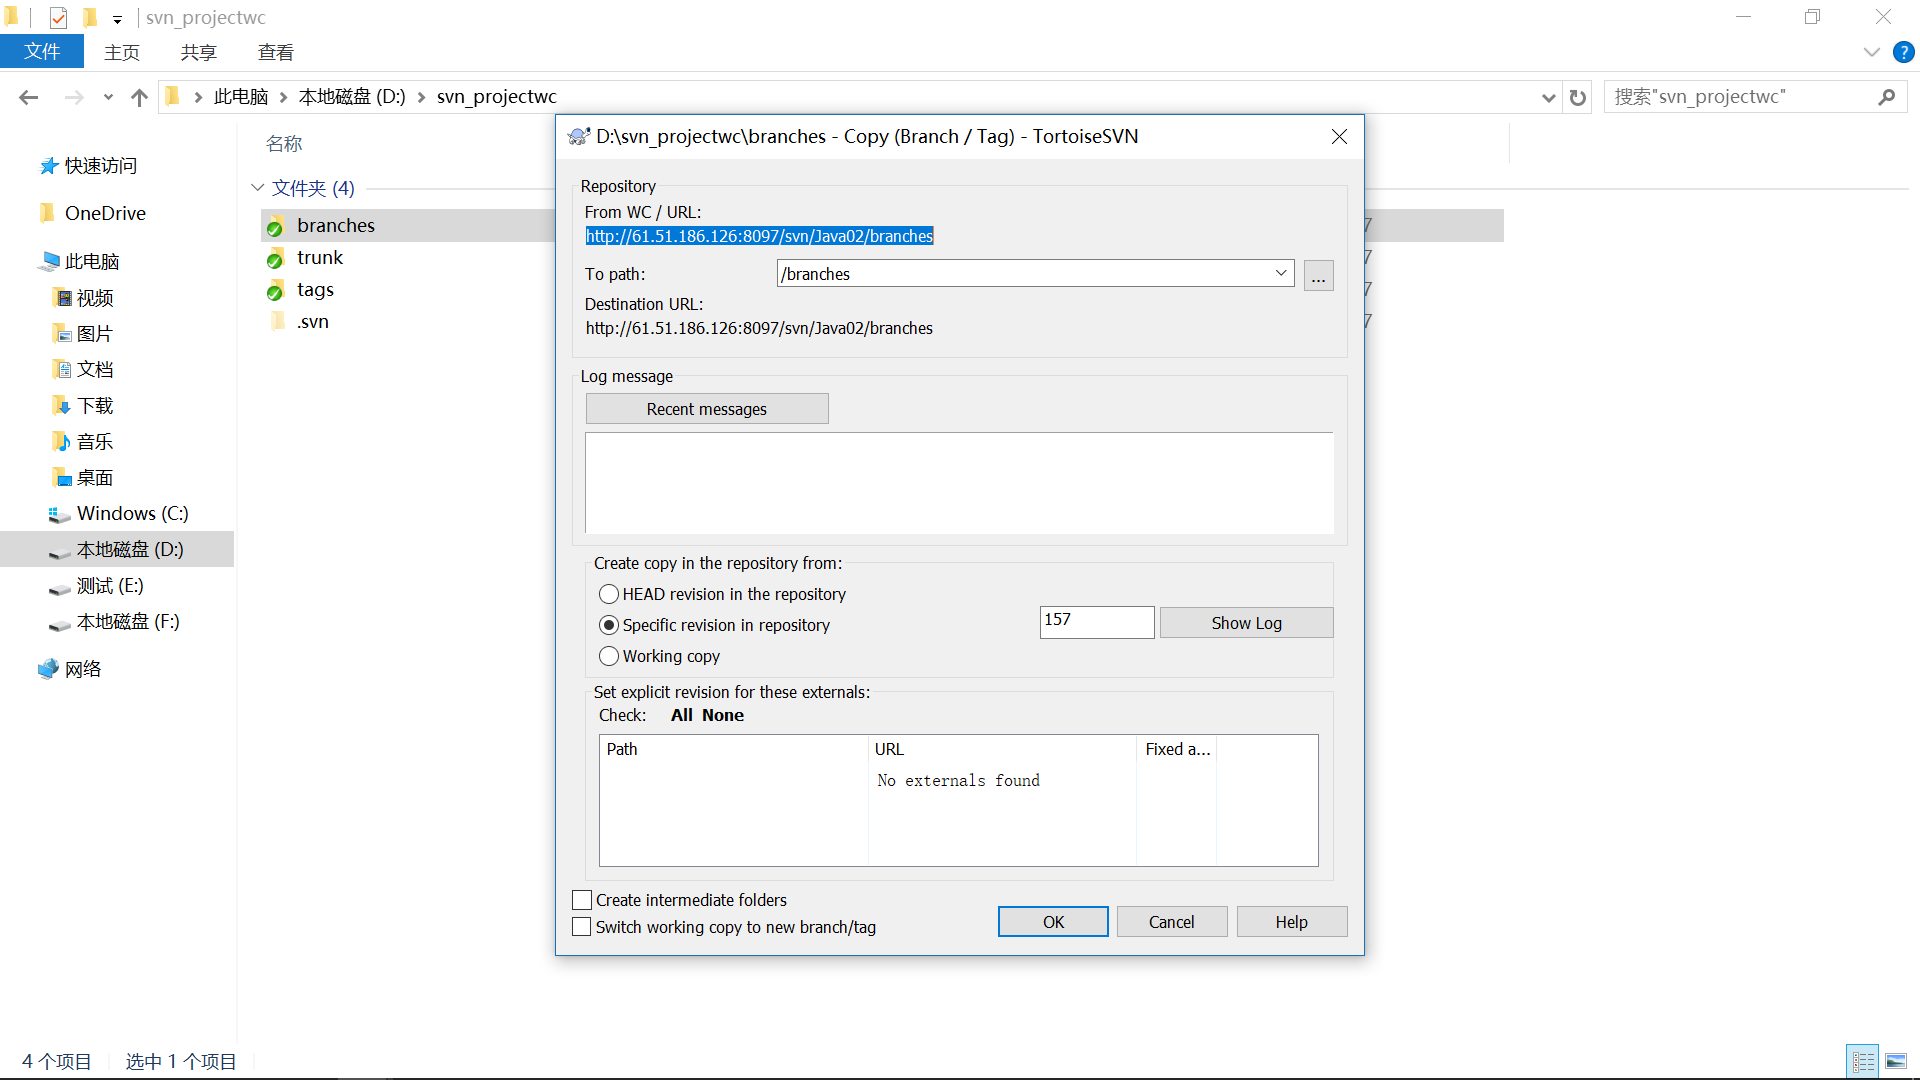 svn_projectwc
文件 主页 共享 查看
此电脑 本地磁盘 (D:) svn_projectwc
搜索"svn_projectwc"
快速访问
OneDrive
此电脑
视频
图片
文档
下载
音乐
桌面
Windows (C:)
本地磁盘 (D:)
测试 (E:)
本地磁盘 (F:)
网络
名称
文件夹 (4)
branches
trunk
tags
.svn
7
7
7
7
D:\svn_projectwc\branches - Copy (Branch / Tag) - TortoiseSVN
Repository
From WC / URL:
http://61.51.186.126:8097/svn/Java02/branches
To path: /branches ...
Destination URL:
http://61.51.186.126:8097/svn/Java02/branches
Log message
Recent messages
Create copy in the repository from:
HEAD revision in the repository
Specific revision in repository 157 Show Log
Working copy
Set explicit revision for these externals:
Check: All None
Path URL Fixed a...
No externals found
Create intermediate folders
Switch working copy to new branch/tag
OK Cancel Help
4 个项目 选中 1 个项目